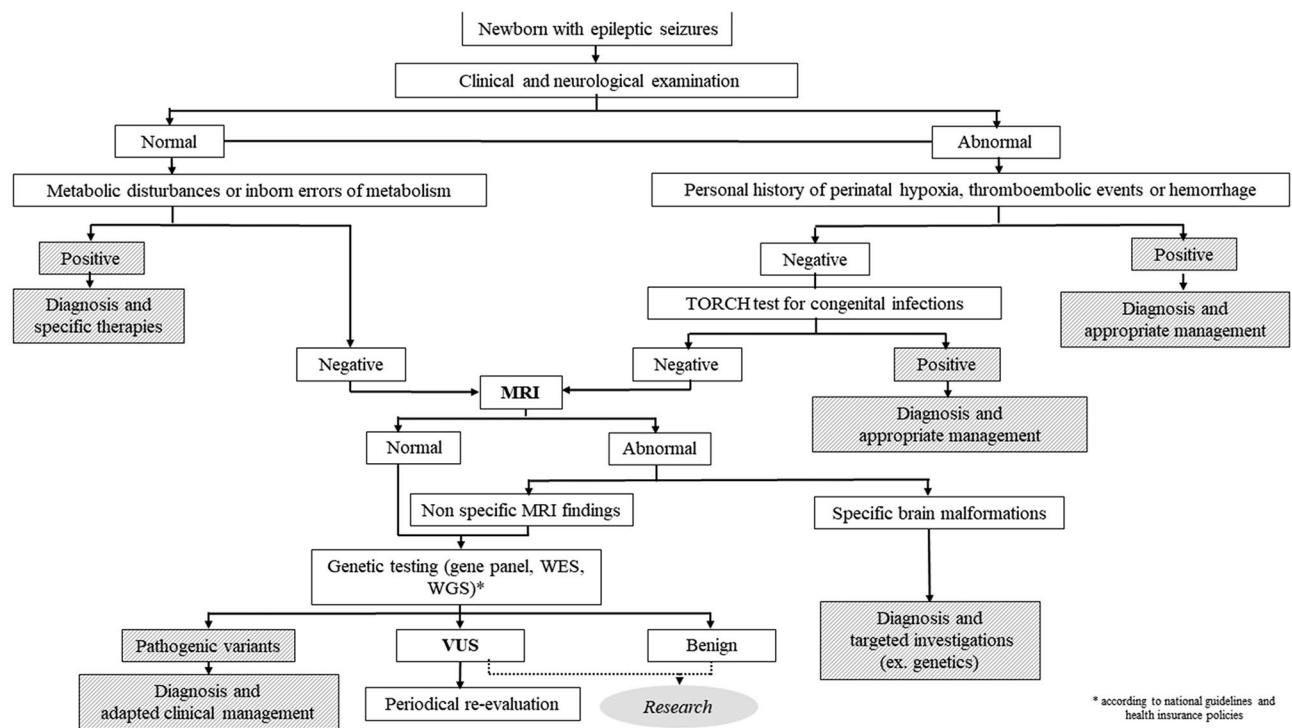 Newborn with epileptic seizures
Clinical and neurological examination
Normal
Abnormal
Metabolic disturbances or inborn errors of metabolism
Personal history of perinatal hypoxia, thromboembolic events or hemorrhage
Positive
Negative
Positive
Diagnosis and
specific therapies
TORCH test for congenital infections
Diagnosis and
appropriate management
Negative
Negative
Positive
MRI
Diagnosis and
appropriate management
Normal
Abnormal
Non specific MRI findings
Specific brain malformations
Genetic testing (gene panel, WES,
WGS)*
Diagnosis and
targeted investigations
(ex. genetics)
Pathogenic variants
VUS
Benign
Diagnosis and
adapted clinical management
Periodical re-evaluation
Research
* according to national guidelines and
health insurance policies